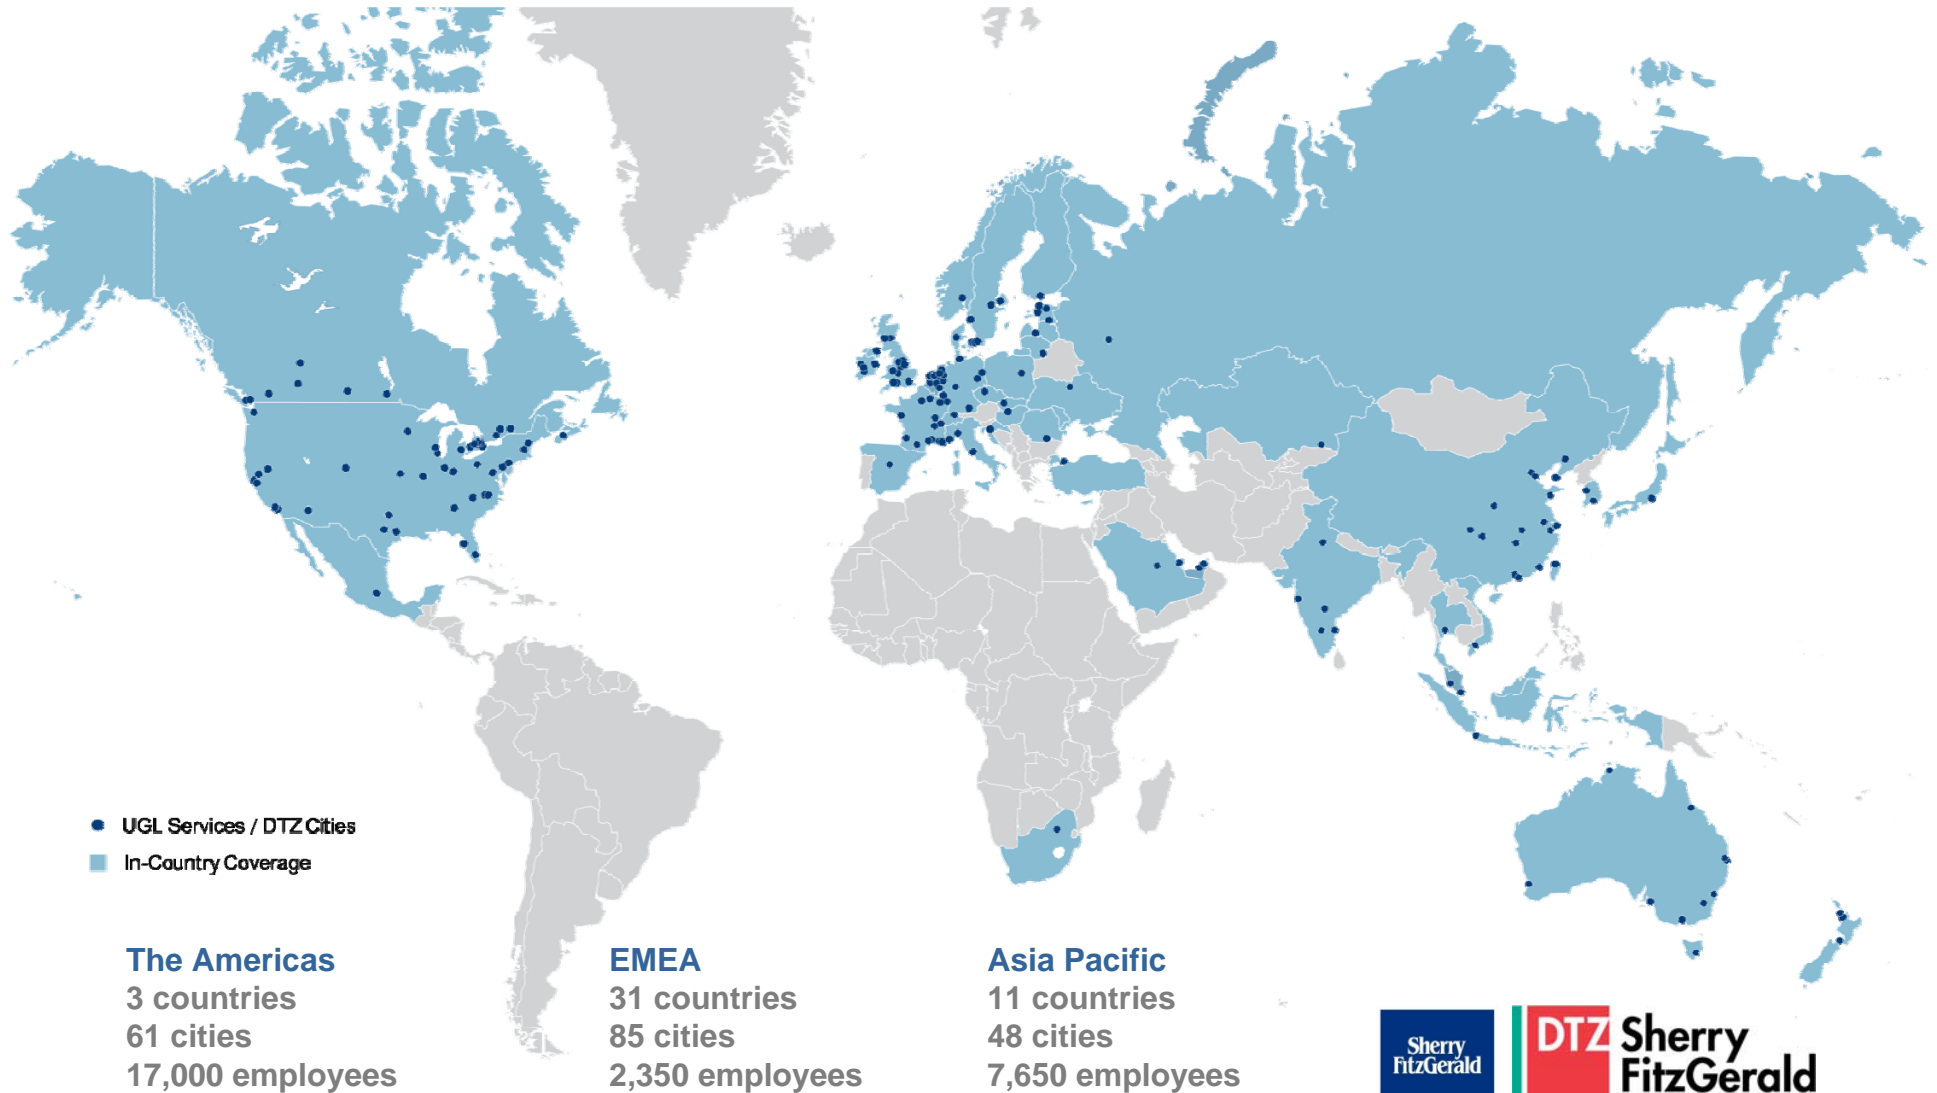 UGL Services / DTZ Cities
In-Country Coverage
The Americas
3 countries
61 cities
17,000 employees
EMEA
31 countries
85 cities
2,350 employees
Asia Pacific
11 countries
48 cities
7,650 employees
Sherry
FitzGerald
DTZ
Sherry
FitzGerald